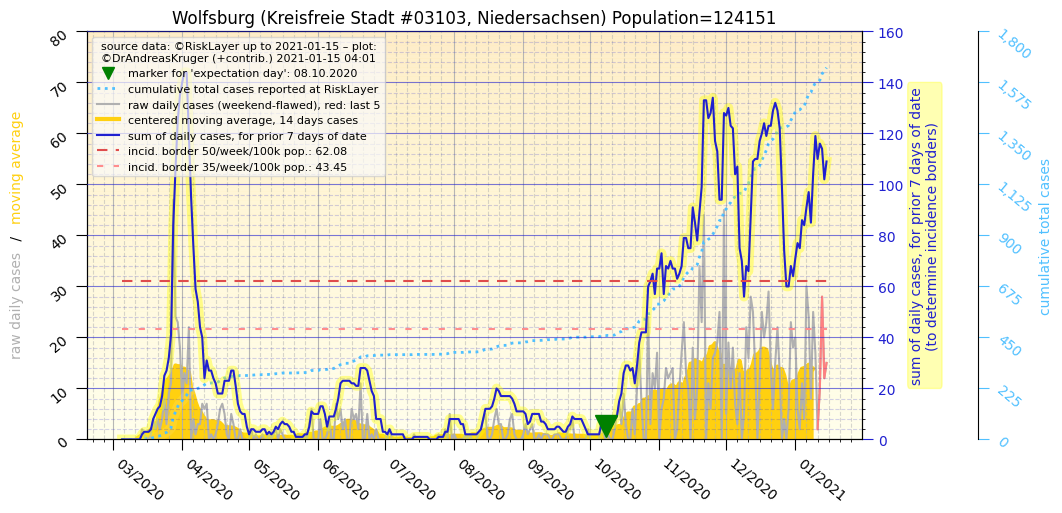 Wolfsburg (Kreisfreie Stadt #03103, Niedersachsen) Population=124151
source data: ©RiskLayer up to 2021-01-15 – plot:
©DrAndreasKruger (+contrib.) 2021-01-15 04:01
marker for 'expectation day': 08.10.2020
cumulative total cases reported at RiskLayer
raw daily cases (weekend-flawed), red: last 5
centered moving average, 14 days cases
sum of daily cases, for prior 7 days of date
incid. border 50/week/100k pop.: 62.08
incid. border 35/week/100k pop.: 43.45
raw daily cases / moving average
80
70
60
50
40
30
20
10
0
03/2020
04/2020
05/2020
06/2020
07/2020
08/2020
09/2020
10/2020
11/2020
12/2020
01/2021
160
140
120
100
80
60
40
20
0
sum of daily cases, for prior 7 days of date
(to determine incidence borders)
1,800
1,575
1,350
1,125
900
675
450
225
0
cumulative total cases